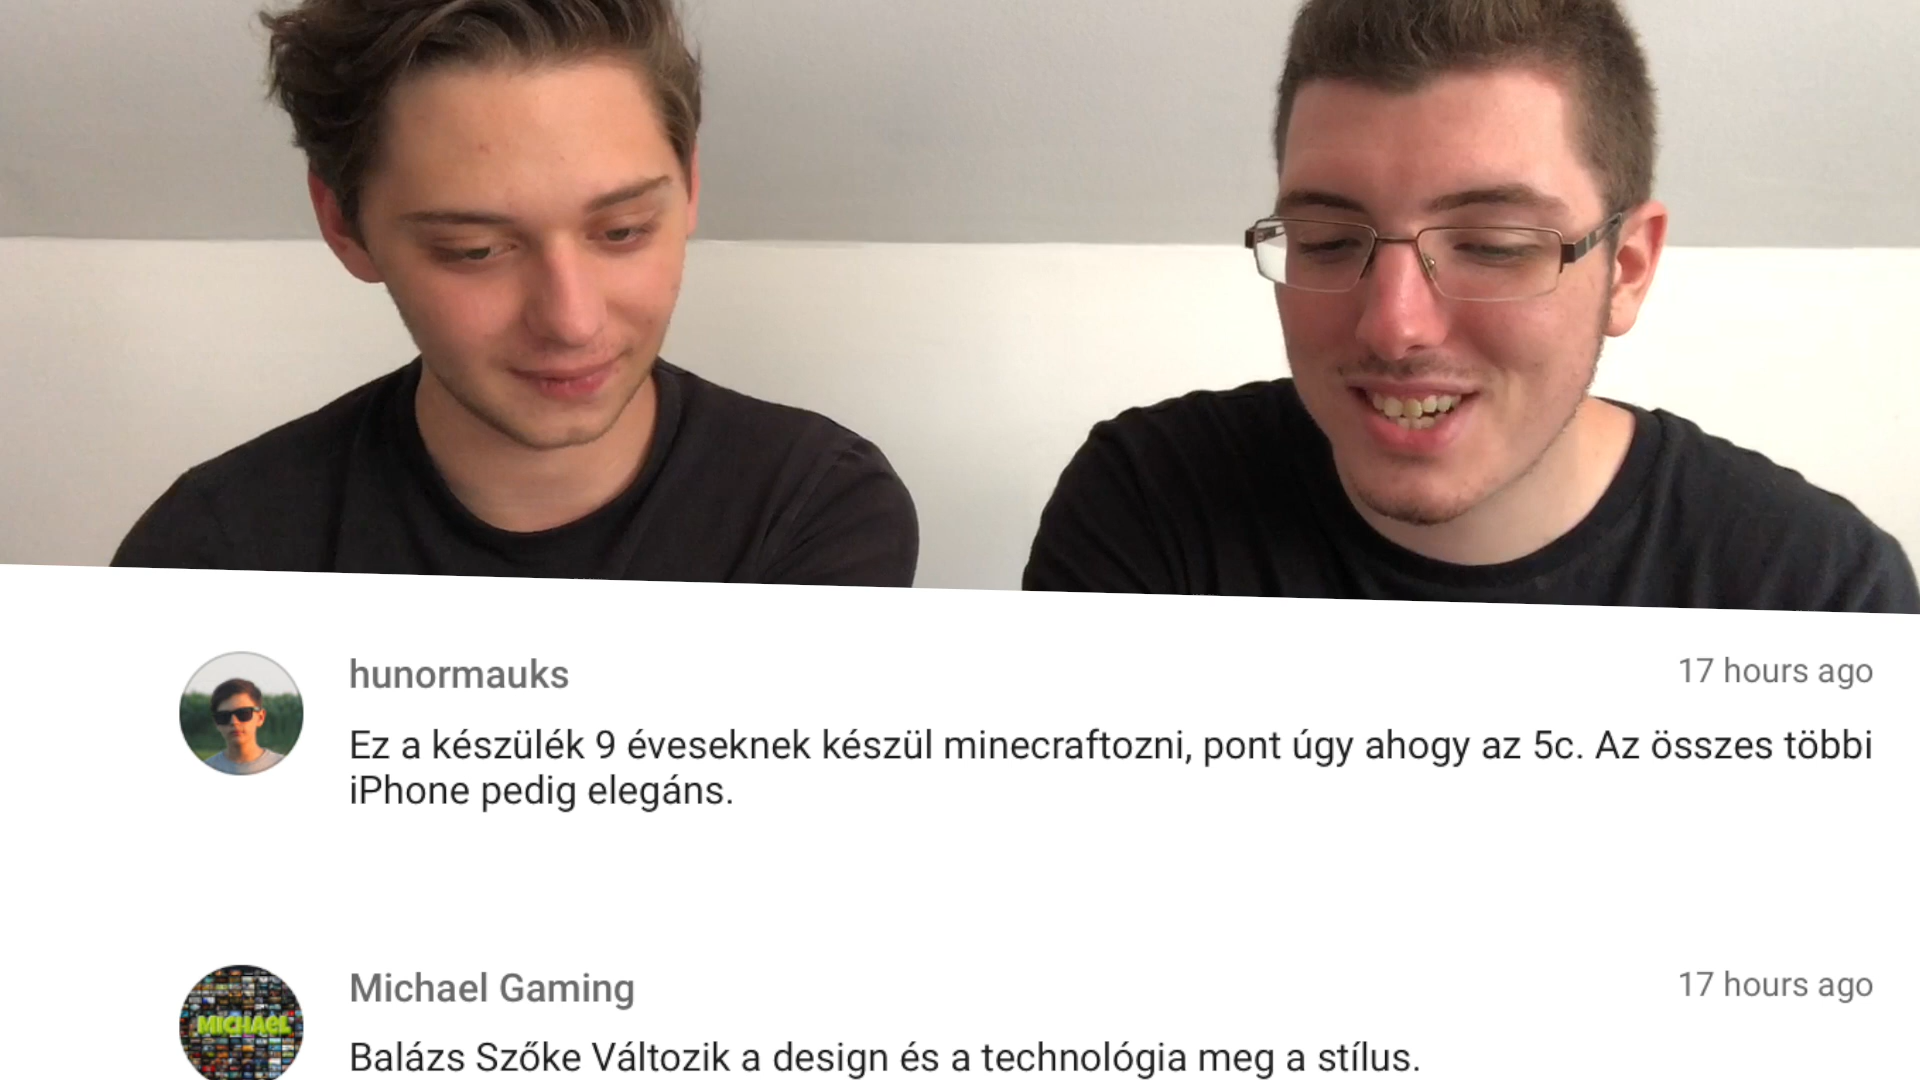 hunormauks
17 hours ago
Ez a készülék 9 éveseknek készül minecraftozni, pont úgy ahogy az 5c. Az összes többi
iPhone pedig elegáns.
MICHAEL
Michael Gaming
17 hours ago
Balázs Szőke Változik a design és a technológia meg a stílus.